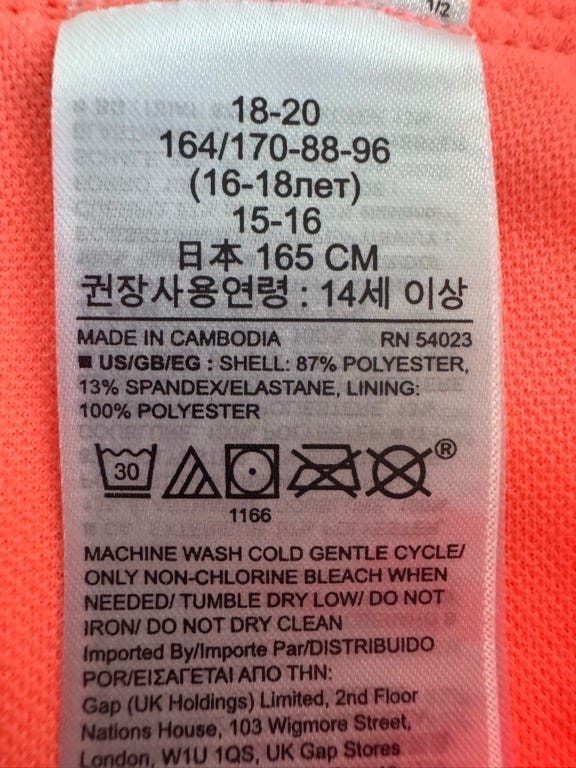 1/2
18-20
164/170-88-96
(16-18лет)
15-16
日本 165 CM
권장사용연령 : 14세 이상
MADE IN CAMBODIA RN 54023
■ US/GB/EG : SHELL: 87% POLYESTER,
13% SPANDEX/ELASTANE, LINING:
100% POLYESTER
30
®
1166
MACHINE WASH COLD GENTLE CYCLE/
ONLY NON-CHLORINE BLEACH WHEN
NEEDED/ TUMBLE DRY LOW/ DO NOT
IRON/ DO NOT DRY CLEAN
Imported By/Importe Par/DISTRIBUIDO
POR/ΕΙΣΑΓΕΤΑΙ ΑΠΟ ΤΗΝ:
Gap (UK Holdings) Limited, 2nd Floor
Nations House, 103 Wigmore Street,
London, W1U 1QS, UK Gap Stores